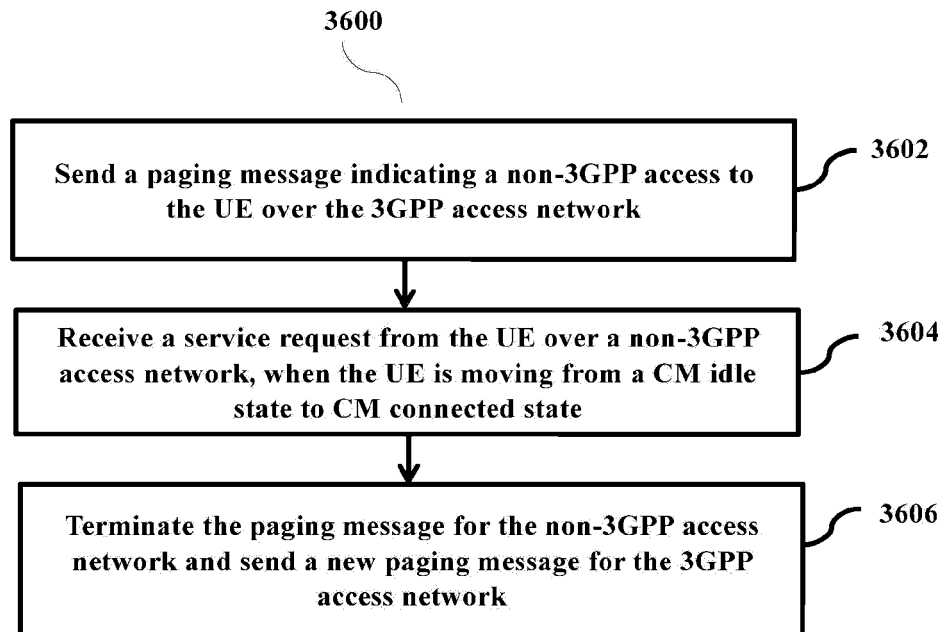 3600
Send a paging message indicating a non-3GPP access to
the UE over the 3GPP access network
3602
Receive a service request from the UE over a non-3GPP
access network, when the UE is moving from a CM idle
state to CM connected state
3604
Terminate the paging message for the non-3GPP access
network and send a new paging message for the 3GPP
access network
3606